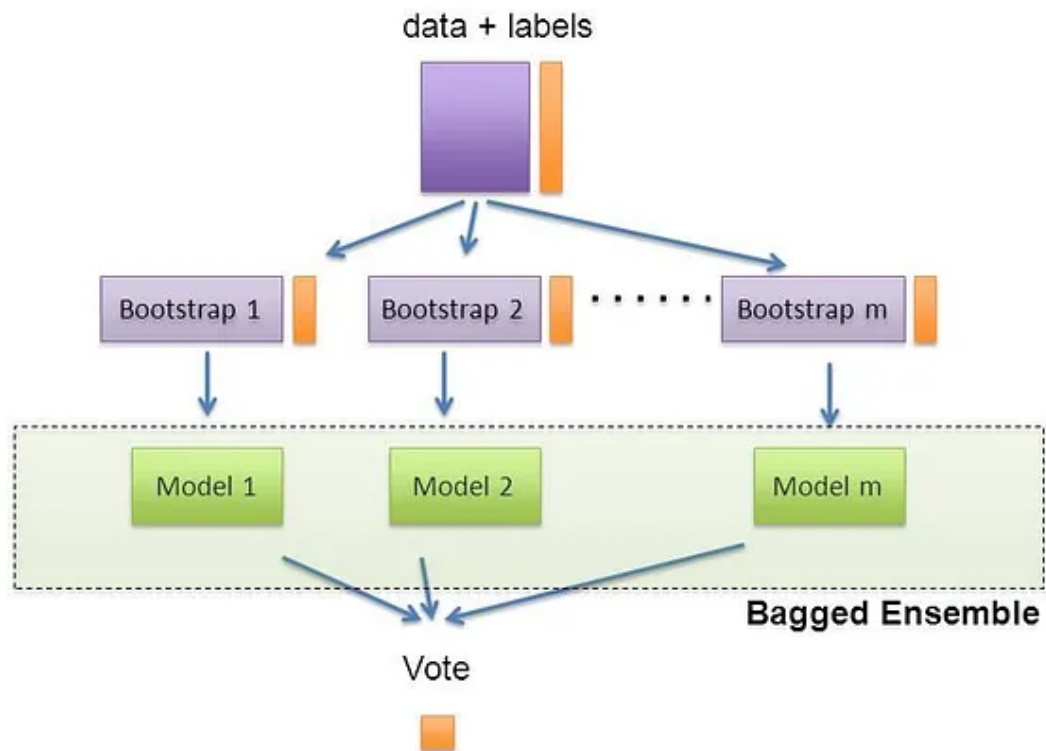 data + labels
Bootstrap 1
Bootstrap 2
......
Bootstrap m
Model 1
Model 2
Model m
Bagged Ensemble
Vote